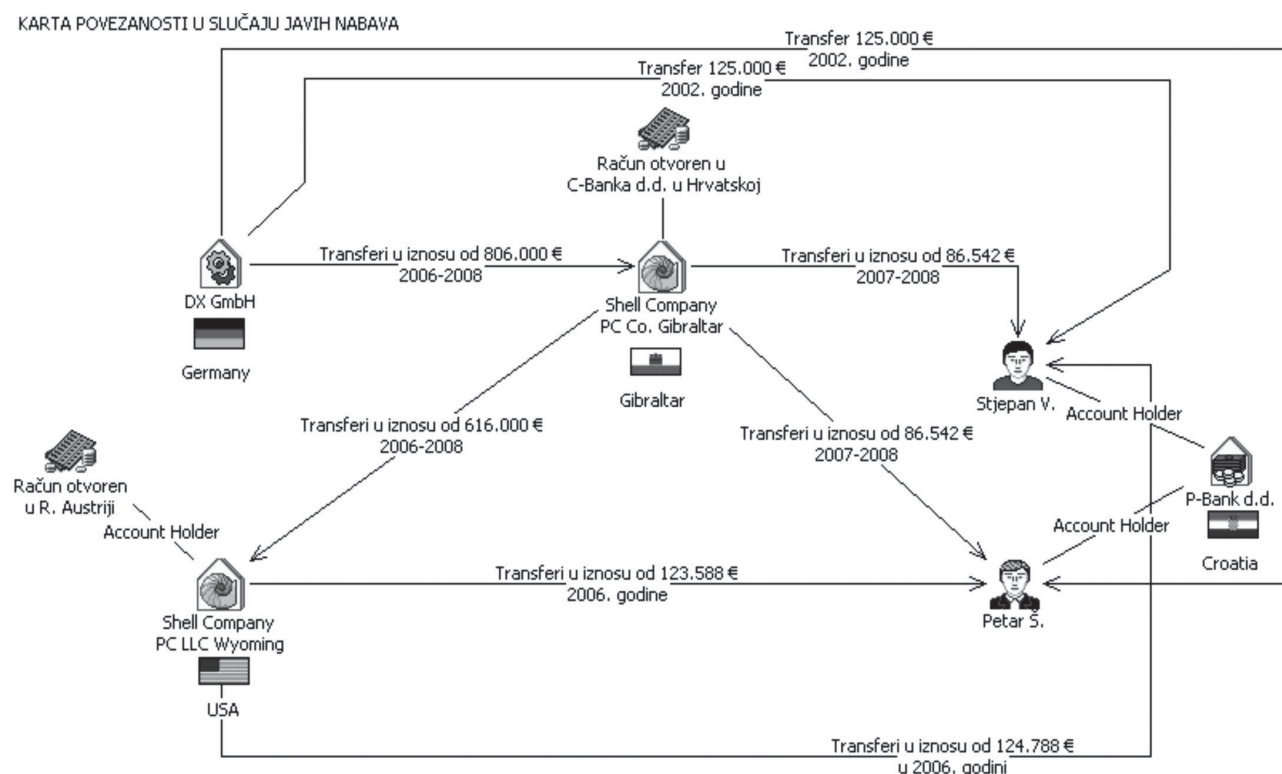 KARTA POVEZANOSTI U SLUČAJU JAVIH NABAVA
Transfer 125.000 €
2002. godine
Transfer 125.000 €
2002. godine
Račun otvoren u
C-Banka d.d. u Hrvatskoj
Transferi u iznosu od 806.000 €
2006-2008
Transferi u iznosu od 86.542 €
2007-2008
DX GmbH
Germany
Shell Company
PC Co. Gibraltar
Gibraltar
Stjepan V.
Account Holder
Transferi u iznosu od 616.000 €
2006-2008
Transferi u iznosu od 86.542 €
2007-2008
Račun otvoren
u R. Austriji
Account Holder
P-Bank d.d.
Croatia
Account Holder
Transferi u iznosu od 123.588 €
2006. godine
Shell Company
PC LLC Wyoming
USA
Petar Š.
Transferi u iznosu od 124.788 €
u 2006. godini